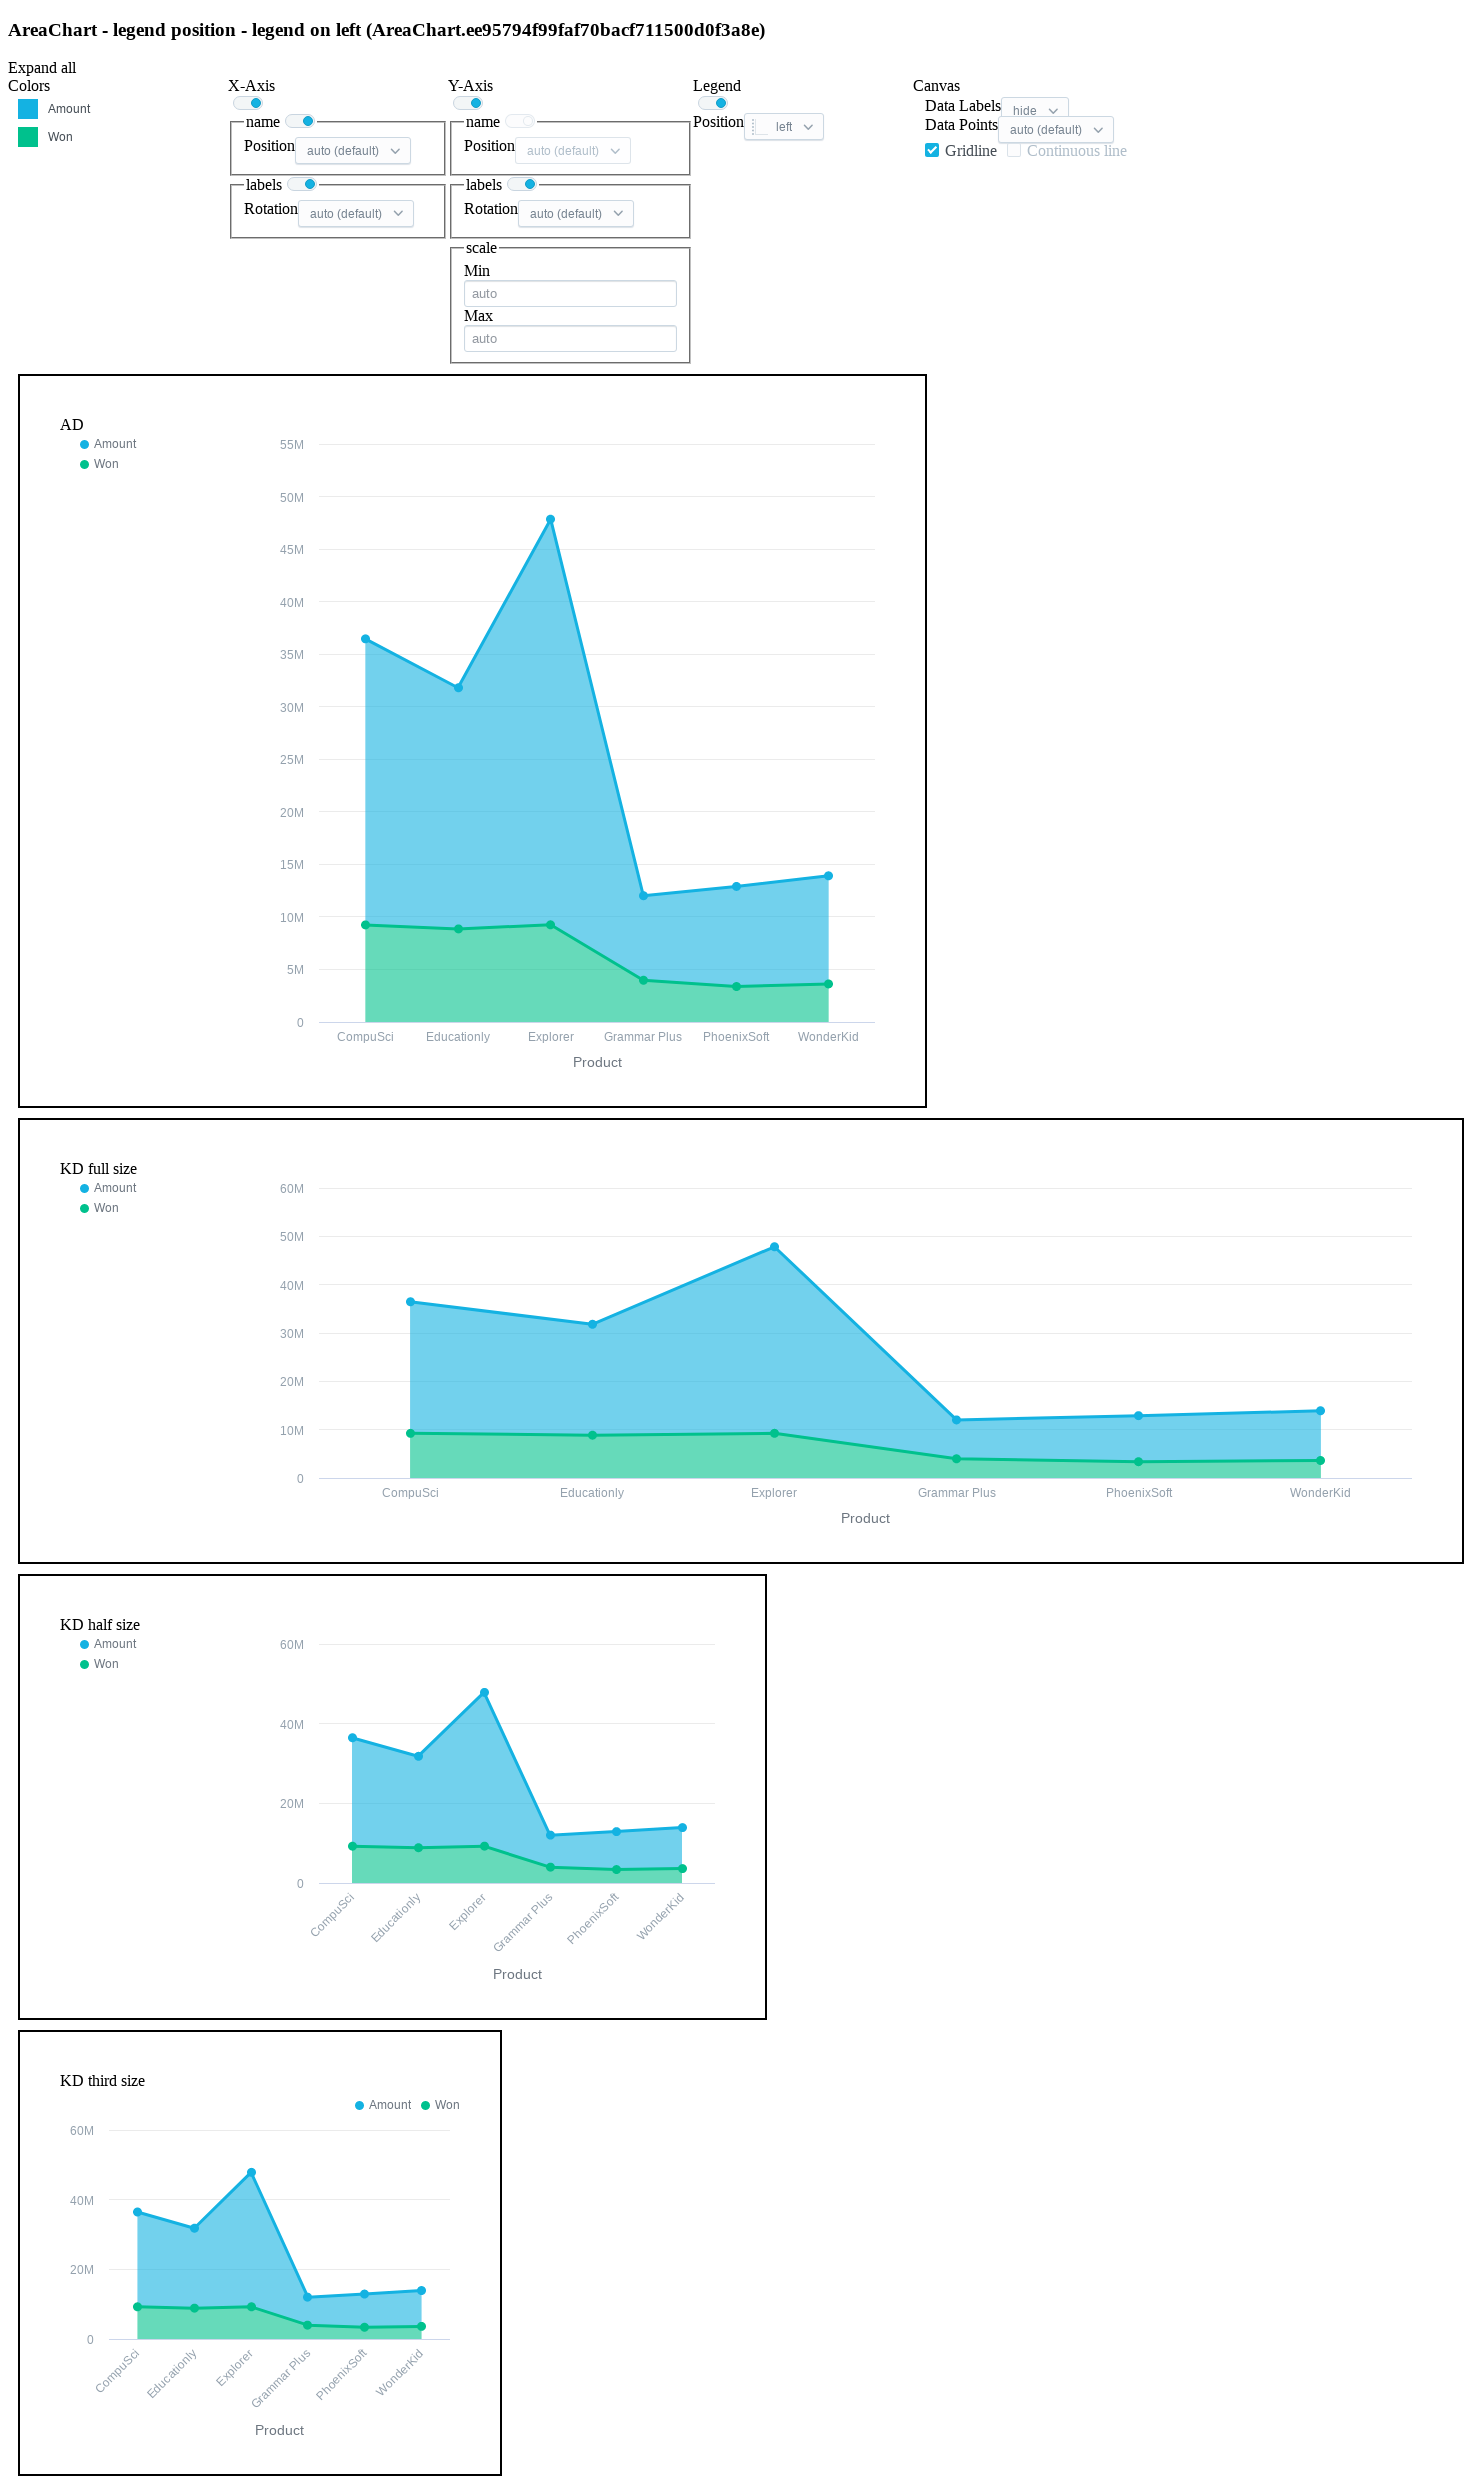 AreaChart - legend position - legend on left (AreaChart.ee95794f99faf70bacf711500d0f3a8e)
Expand all
Colors
Amount
Won
X-Axis
name
Position auto (default)
labels
Rotation auto (default)
Y-Axis
name
Position auto (default)
labels
Rotation auto (default)
scale
Min
auto
Max
auto
Legend
Position left
Canvas
Data Labels hide
Data Points auto (default)
Gridline Continuous line
AD
Amount
Won
55M
50M
45M
40M
35M
30M
25M
20M
15M
10M
5M
0
CompuSci Educationly Explorer Grammar Plus PhoenixSoft WonderKid
Product
KD full size
Amount
Won
60M
50M
40M
30M
20M
10M
0
CompuSci Educationly Explorer Grammar Plus PhoenixSoft WonderKid
Product
KD half size
Amount
Won
60M
40M
20M
0
CompuSci Educationly Explorer Grammar Plus PhoenixSoft WonderKid
Product
KD third size
Amount Won
60M
40M
20M
0
CompuSci Educationly Explorer Grammar Plus PhoenixSoft WonderKid
Product